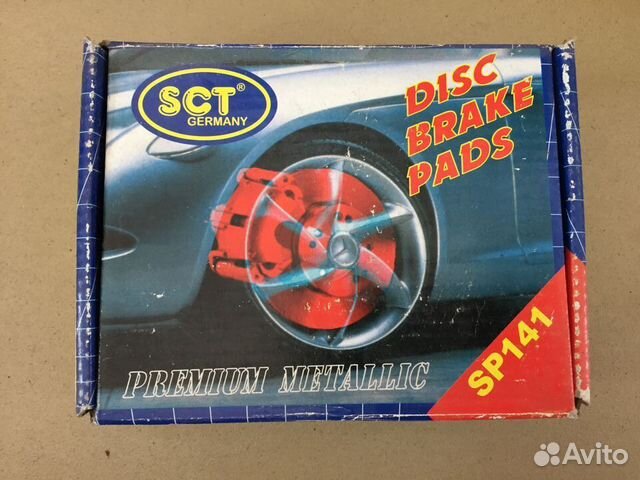 SCT®
GERMANY
DISC
BRAKE
PADS
PREMIUM METALLIC
SP141
Avito